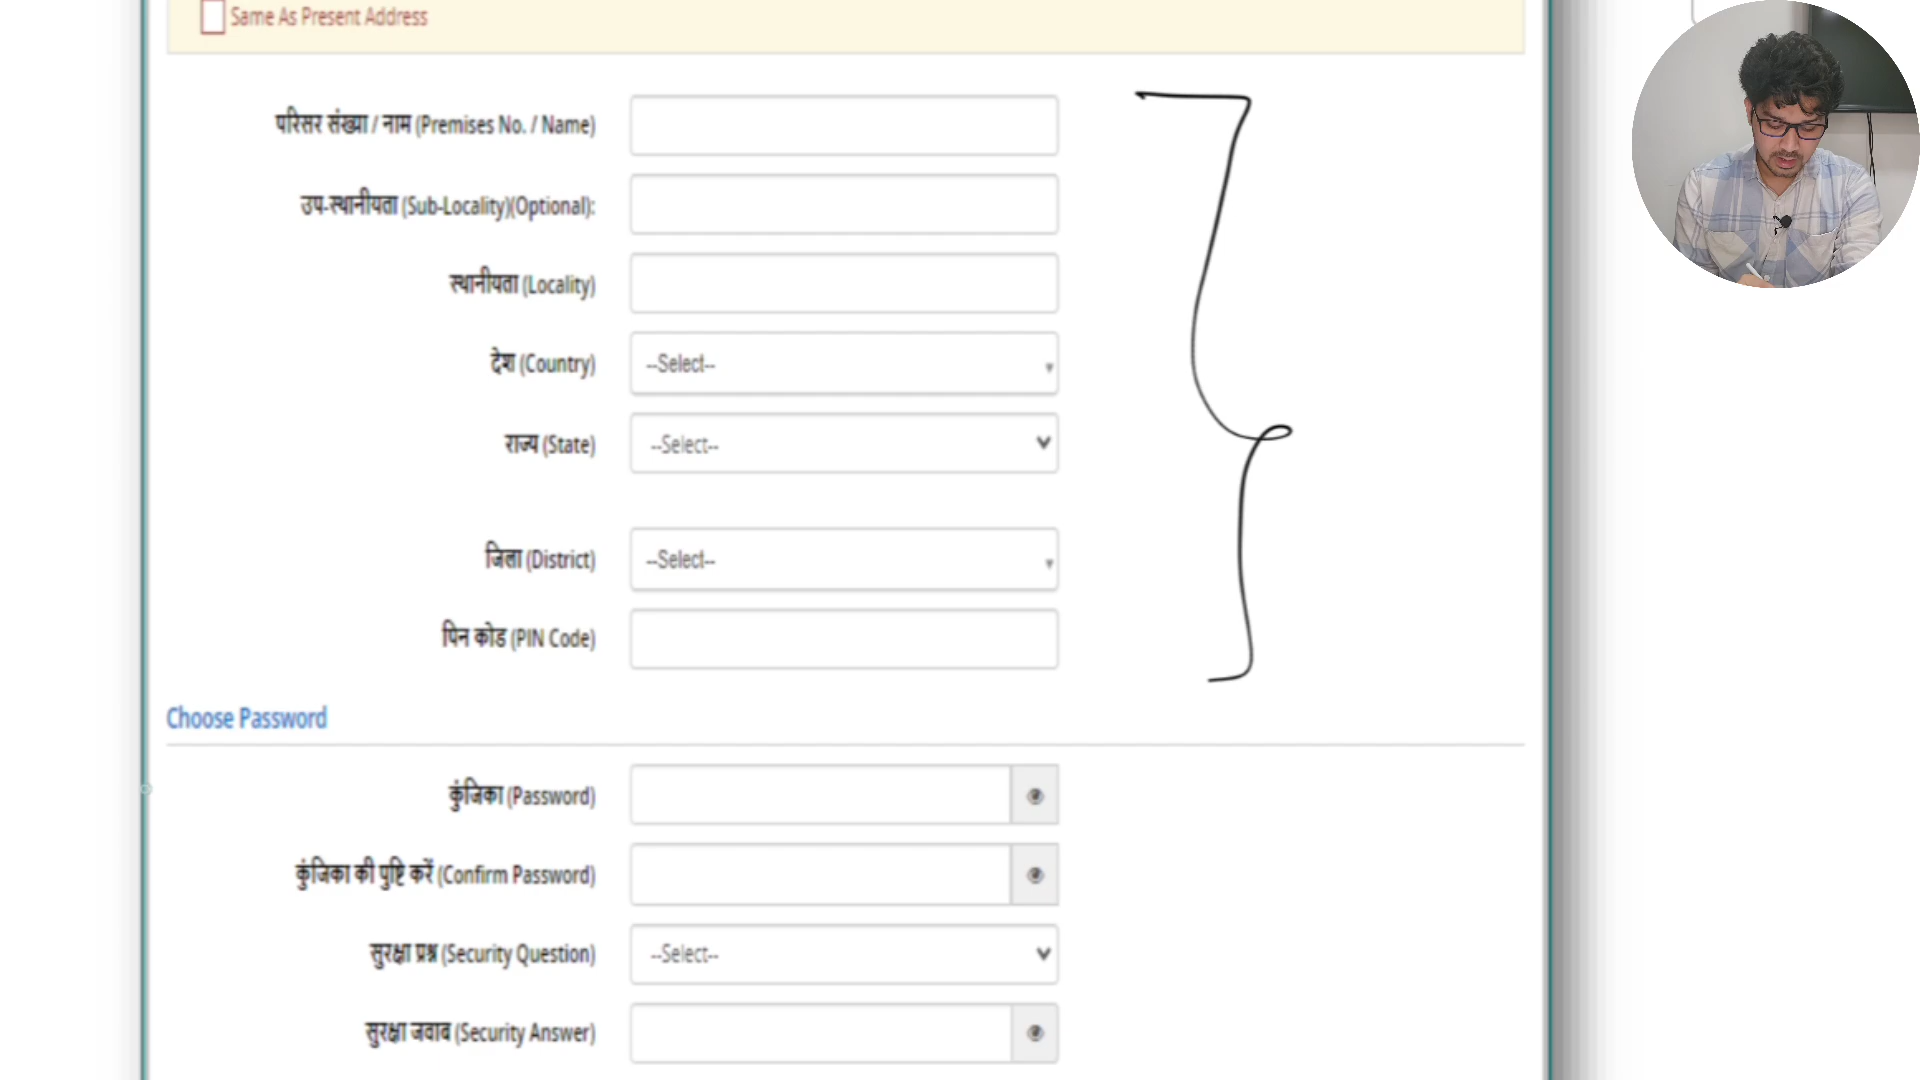 Same As Present Address
परिसर संख्या / नाम (Premises No. / Name)
उप-स्थानीयता (Sub-Locality)(Optional):
स्थानीयता (Locality)
देश (Country)
--Select--
राज्य (State)
--Select--
जिला (District)
--Select--
पिन कोड (PIN Code)
Choose Password
कुंजिका (Password)
कुंजिका की पुष्टि करें (Confirm Password)
सुरक्षा प्रश्न (Security Question)
--Select--
सुरक्षा जवाब (Security Answer)